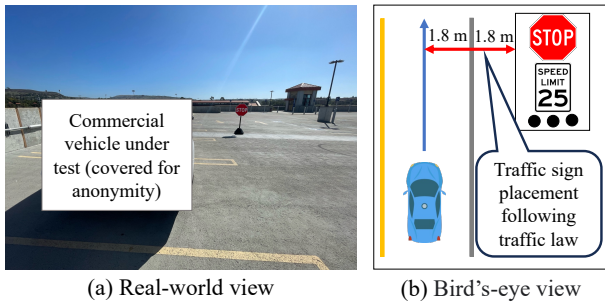 Commercial
vehicle under
test (covered for
anonymity)
STOP
(a) Real-world view
1.8 m 1.8 m
STOP
SPEED
LIMIT
25
Traffic sign
placement
following
traffic law
(b) Bird's-eye view